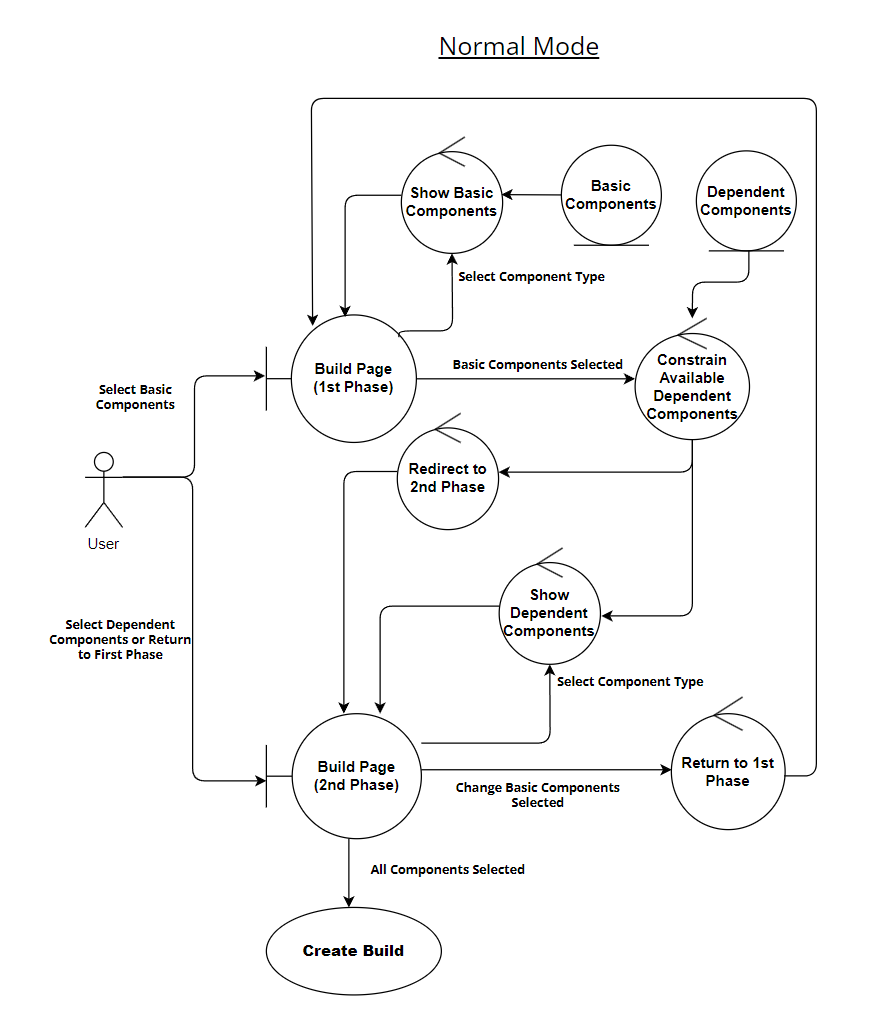 Normal Mode
Show Basic
Components
Basic
Components
Dependent
Components
Select Component Type
Build Page
(1st Phase)
Basic Components Selected
Constrain
Available
Dependent
Components
Select Basic
Components
Redirect to
2nd Phase
User
Show
Dependent
Components
Select Dependent
Components or Return
to First Phase
Select Component Type
Build Page
(2nd Phase)
Return to 1st
Phase
Change Basic Components
Selected
All Components Selected
Create Build